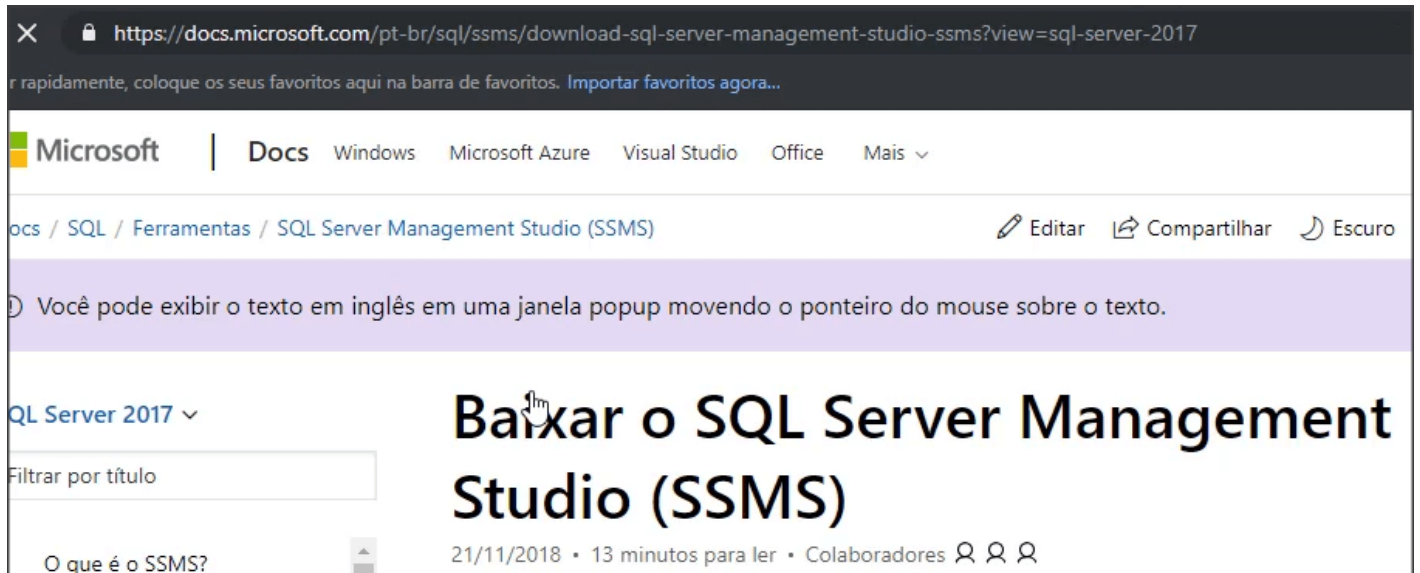 https://docs.microsoft.com/pt-br/sql/ssms/download-sql-server-management-studio-ssms?view=sql-server-2017
r rapidamente, coloque os seus favoritos aqui na barra de favoritos. Importar favoritos agora...
Microsoft | Docs Windows Microsoft Azure Visual Studio Office Mais
ocs / SQL / Ferramentas / SQL Server Management Studio (SSMS) Editar Compartilhar Escuro
Você pode exibir o texto em inglês em uma janela popup movendo o ponteiro do mouse sobre o texto.
QL Server 2017
Baixar o SQL Server Management
Filtrar por título
Studio (SSMS)
21/11/2018 • 13 minutos para ler • Colaboradores
O que é o SSMS?